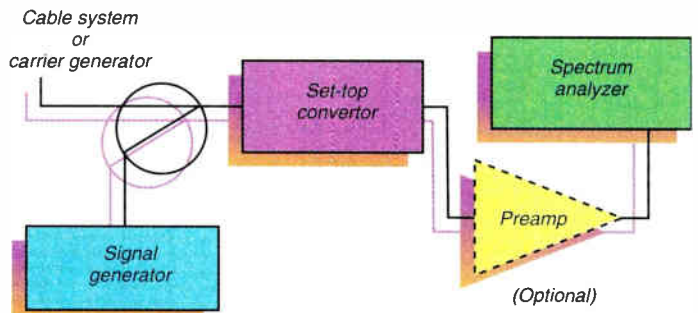 Cable system
or
carrier generator
Set-top
convertor
Spectrum
analyzer
Preamp
Signal
generator
(Optional)